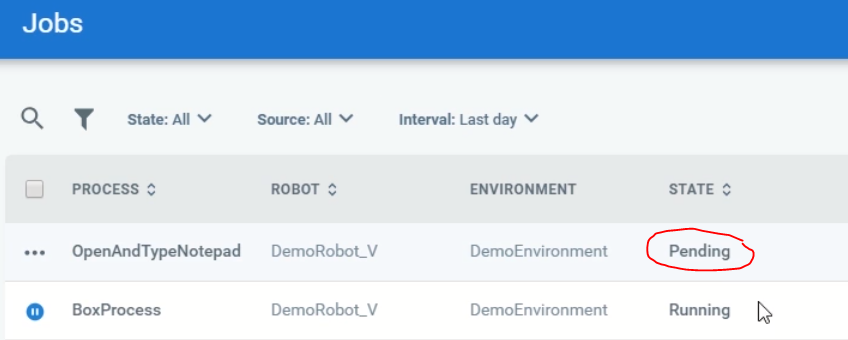 Jobs
State: All Source: All Interval: Last day
PROCESS ROBOT ENVIRONMENT STATE
OpenAndTypeNotepad DemoRobot_V DemoEnvironment Pending
BoxProcess DemoRobot_V DemoEnvironment Running